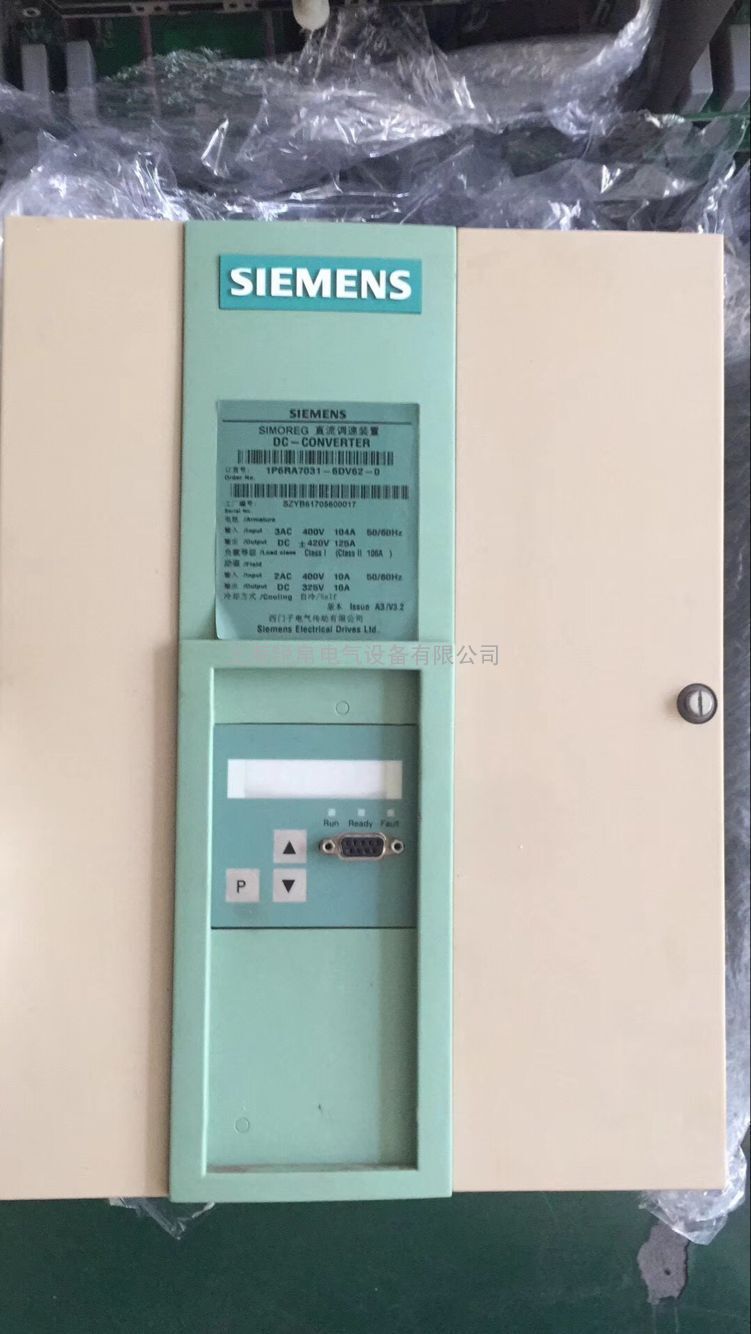 SIEMENS
SIEMENS
SIMOREG 直流调速装置
DC-CONVERTER
订货号: 1P6RA7031-6DV62-0
Order No.
工厂编号: SZYB61705600017
Serial No.
电枢 /Armature
输入 /Input 3AC 400V 104A 50/60Hz
输出 /Output DC ±420V 125A
负载等级 /Load class Class I (Class II 106A )
励磁 /Field
输入 /Input 2AC 400V 10A 50/60Hz
输出 /Output DC 325V 10A
冷却方式 /Cooling 自冷/Self
版本 Issue A3/V3.2
西门子电气传动有限公司
Siemens Electrical Drives Ltd.
电气设备有限公司
Run Ready Fault
P